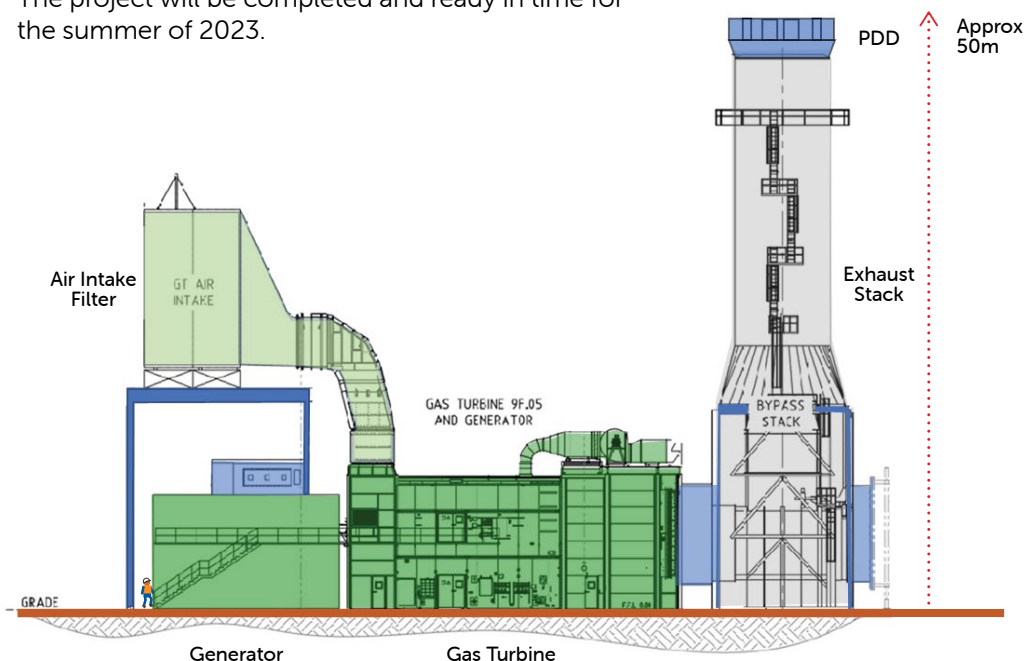 The project will be completed and ready in time for
the summer of 2023.
PDD
Approx
50m
Air Intake
Filter
GT AIR
INTAKE
Exhaust
Stack
GAS TURBINE 9F.05
AND GENERATOR
BYPASS
STACK
GRADE
Generator
Gas Turbine